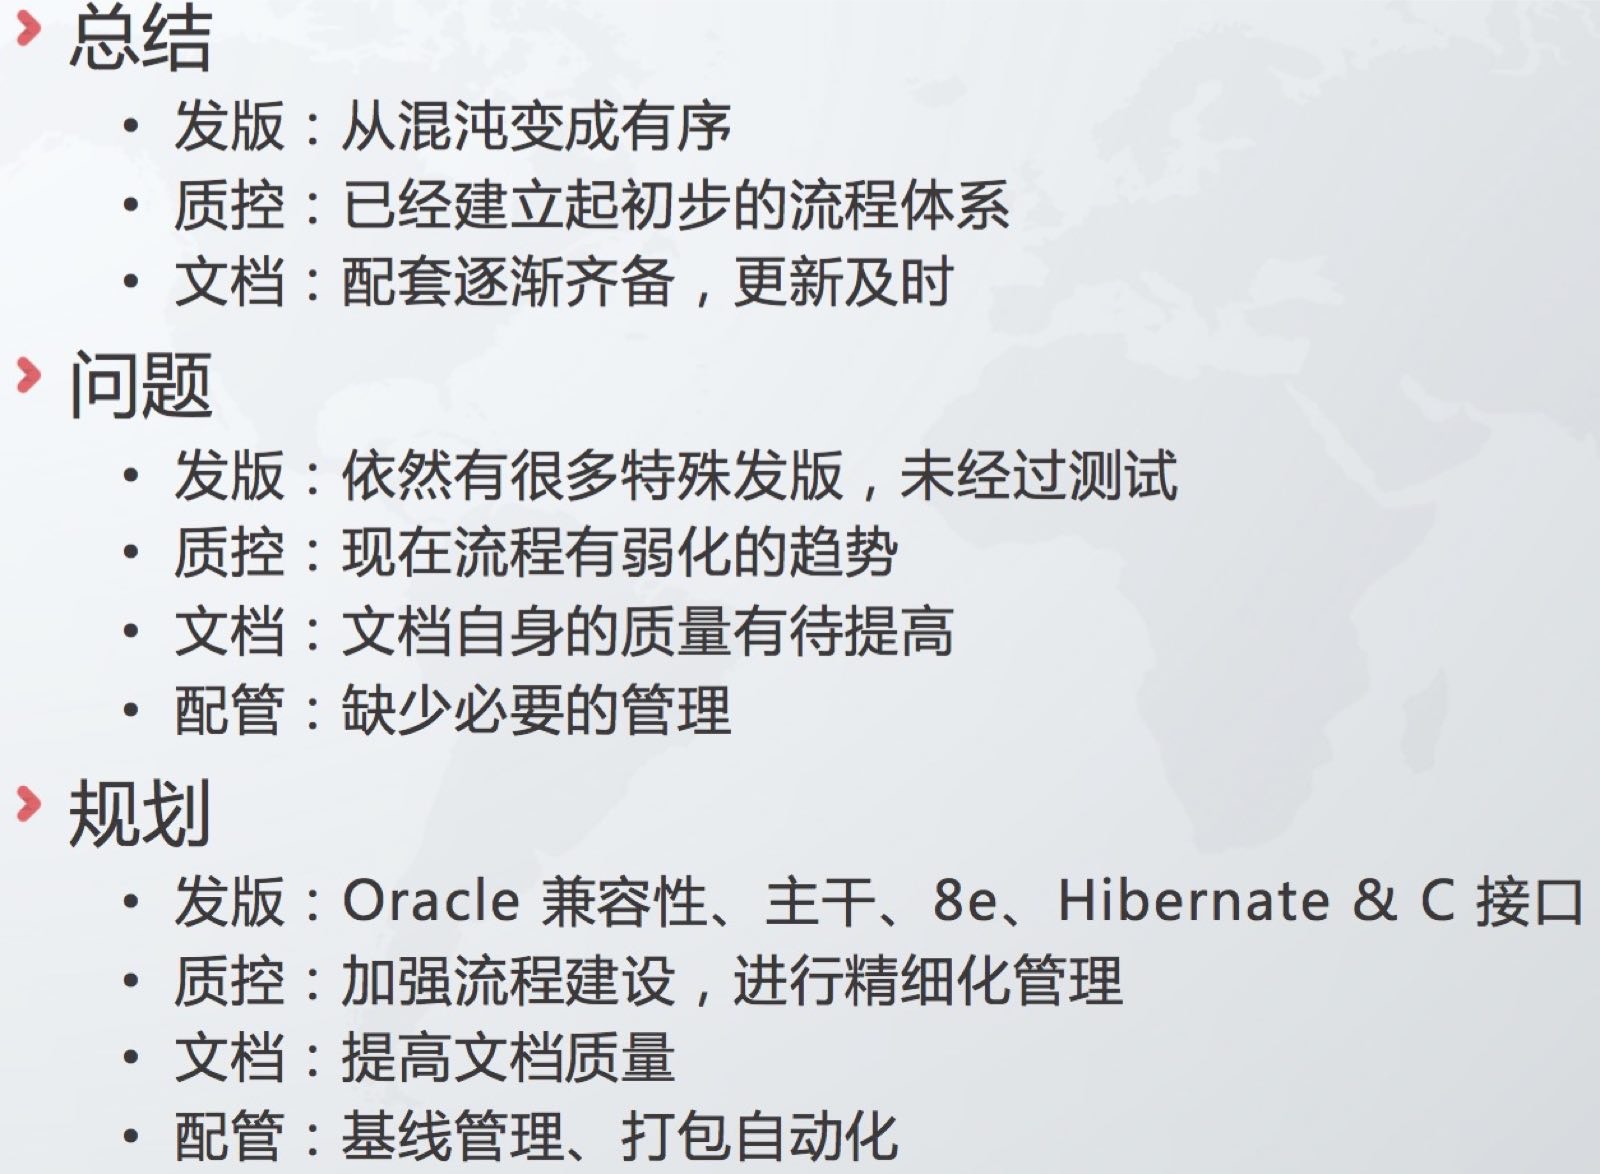 总结
• 发版：从混沌变成有序
• 质控：已经建立起初步的流程体系
• 文档：配套逐渐齐备，更新及时
问题
• 发版：依然有很多特殊发版，未经过测试
• 质控：现在流程有弱化的趋势
• 文档：文档自身的质量有待提高
• 配管：缺少必要的管理
规划
• 发版：Oracle 兼容性、主干、8e、Hibernate & C 接口
• 质控：加强流程建设，进行精细化管理
• 文档：提高文档质量
• 配管：基线管理、打包自动化